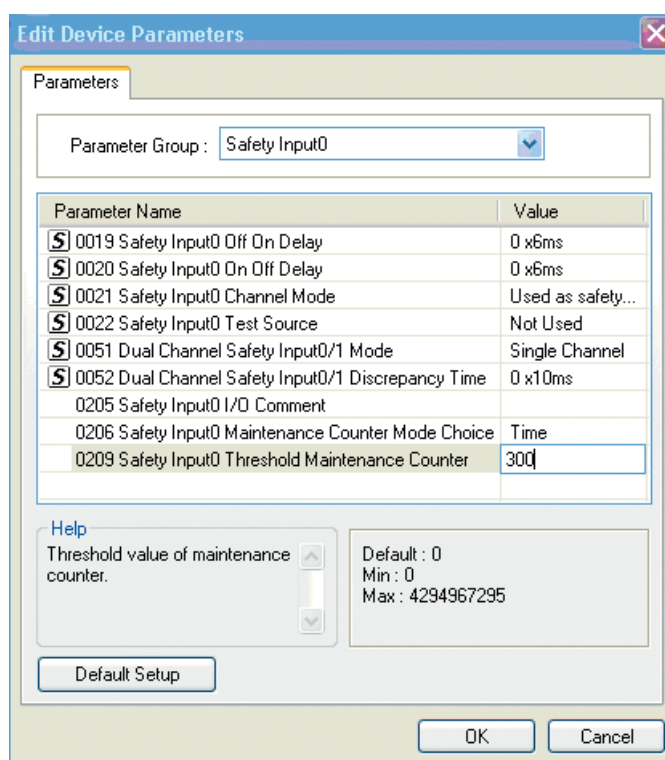 Edit Device Parameters
Parameters
Parameter Group : Safety Input0
Parameter Name Value
S 0019 Safety Input0 Off On Delay 0 x6ms
S 0020 Safety Input0 On Off Delay 0 x6ms
S 0021 Safety Input0 Channel Mode Used as safety...
S 0022 Safety Input0 Test Source Not Used
S 0051 Dual Channel Safety Input0/1 Mode Single Channel
S 0052 Dual Channel Safety Input0/1 Discrepancy Time 0 x10ms
0205 Safety Input0 I/O Comment
0206 Safety Input0 Maintenance Counter Mode Choice Time
0209 Safety Input0 Threshold Maintenance Counter 300
Help
Threshold value of maintenance
counter.
Default : 0
Min : 0
Max : 4294967295
Default Setup
OK Cancel